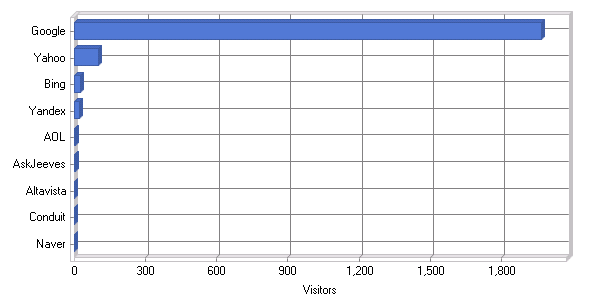 Google
Yahoo
Bing
Yandex
AOL
AskJeeves
Altavista
Conduit
Naver
0 300 600 900 1,200 1,500 1,800
Visitors